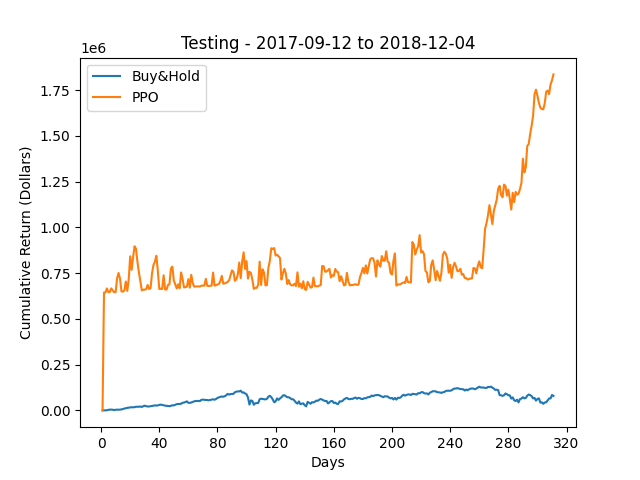 Testing - 2017-09-12 to 2018-12-04
1e6
Buy&Hold
PPO
Cumulative Return (Dollars)
1.75
1.50
1.25
1.00
0.75
0.50
0.25
0.00
0 40 80 120 160 200 240 280 320
Days